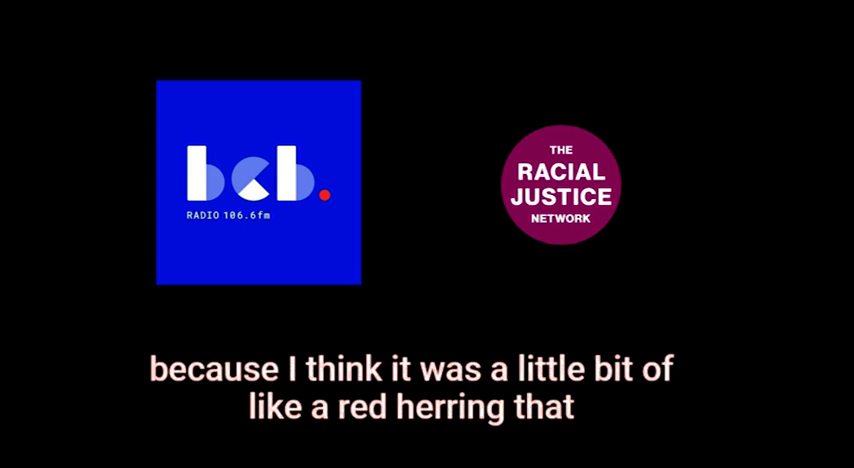 bcb.
RADIO 106.6fm
THE
RACIAL
JUSTICE
NETWORK
because I think it was a little bit of
like a red herring that